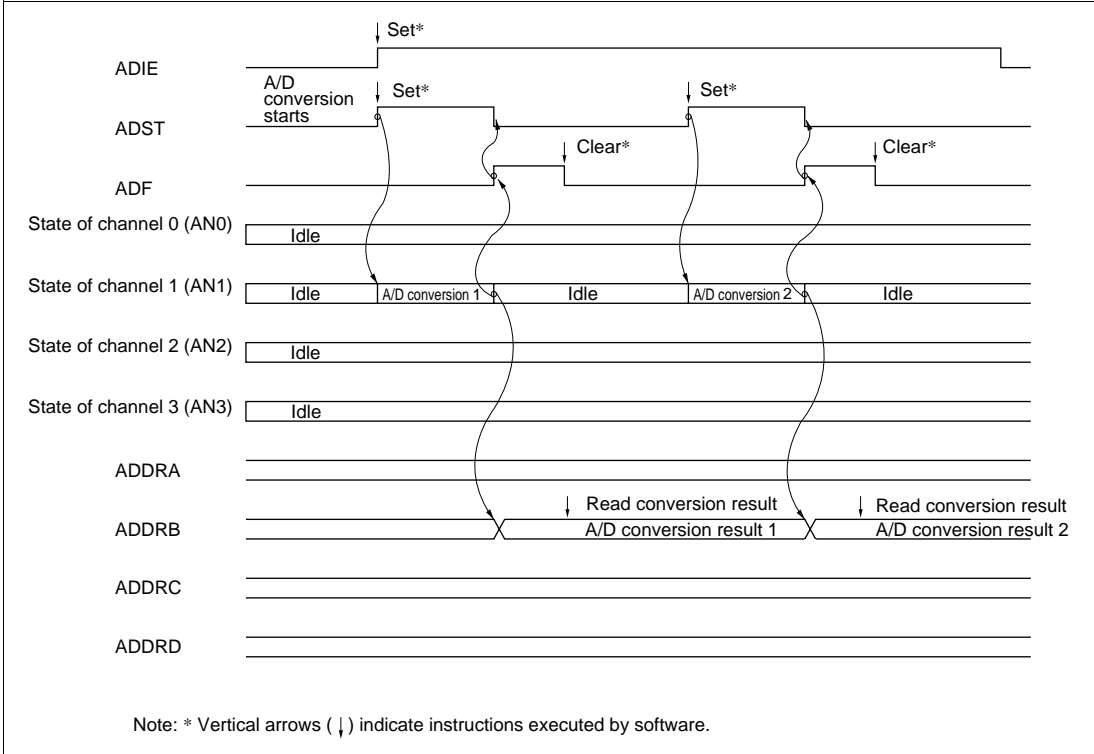 Set*
ADIE
A/D
conversion
starts
Set*
Set*
ADST
Clear*
Clear*
ADF
State of channel 0 (AN0)
Idle
State of channel 1 (AN1)
Idle
A/D conversion 1
Idle
A/D conversion 2
Idle
State of channel 2 (AN2)
Idle
State of channel 3 (AN3)
Idle
ADDRA
Read conversion result
Read conversion result
ADDRB
A/D conversion result 1
A/D conversion result 2
ADDRC
ADDRD
Note: * Vertical arrows (↓) indicate instructions executed by software.